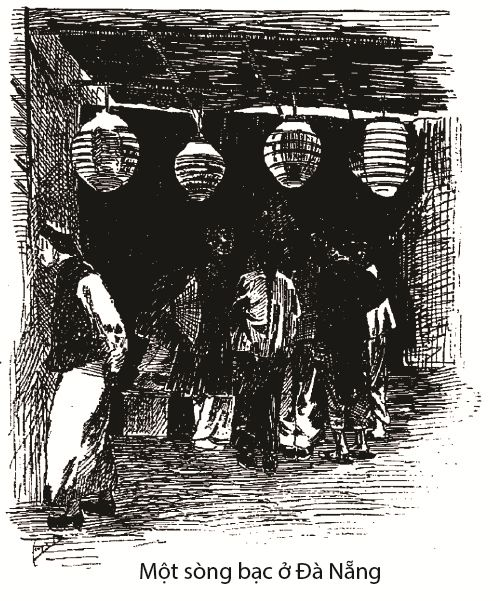 Một sòng bạc ở Đà Nẵng